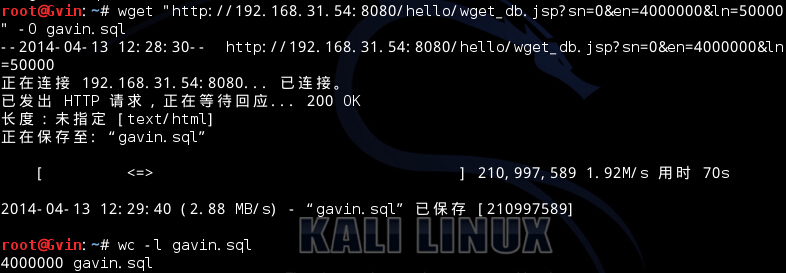 root@Gvin:~# wget "http://192.168.31.54:8080/hello/wget_db.jsp?sn=0&en=4000000&ln=50000
" -O gavin.sql
--2014-04-13 12:28:30--  http://192.168.31.54:8080/hello/wget_db.jsp?sn=0&en=4000000&ln
=50000
正在连接 192.168.31.54:8080... 已连接。
已发出 HTTP 请求，正在等待回应... 200 OK
长度：未指定 [text/html]
正在保存至: “gavin.sql”
[ <=> ] 210,997,589 1.92M/s 用时 70s
2014-04-13 12:29:40 (2.88 MB/s) - “gavin.sql” 已保存 [210997589]
root@Gvin:~# wc -l gavin.sql
KALI LINUX
4000000 gavin.sql